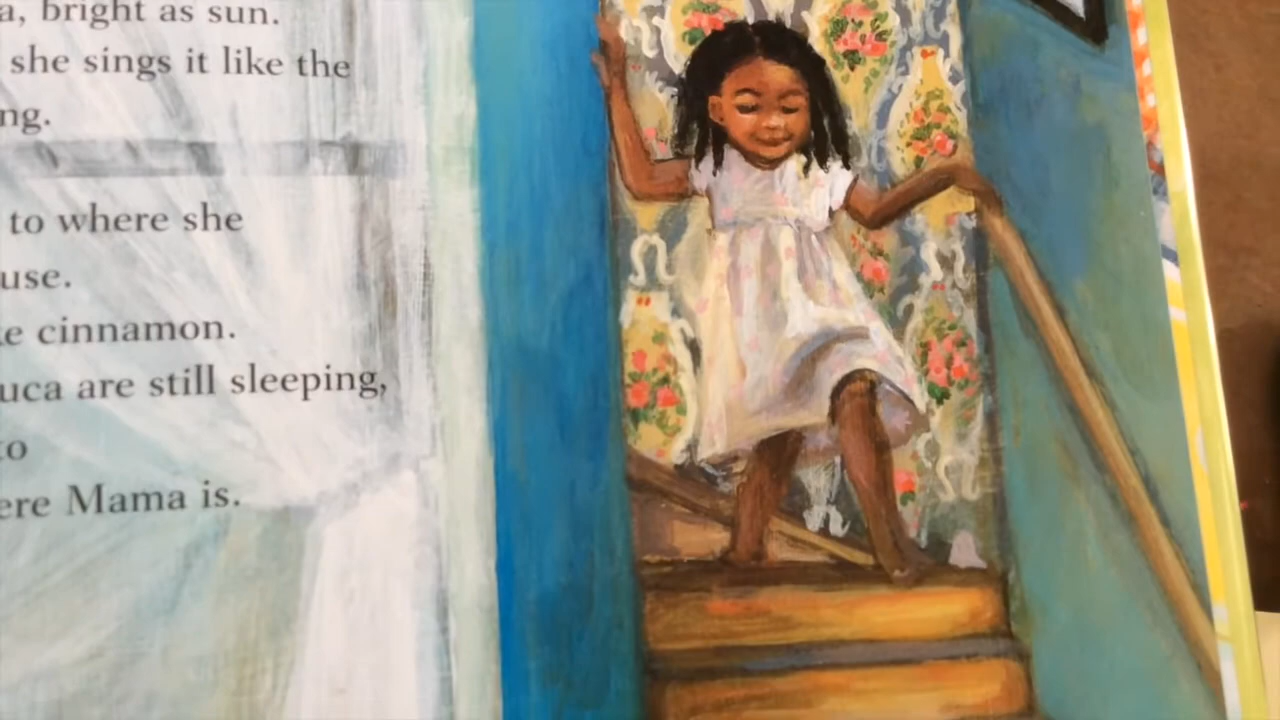 a, bright as sun.
she sings it like the
ng.
to where she
use.
e cinnamon.
uca are still sleeping,
to
ere Mama is.